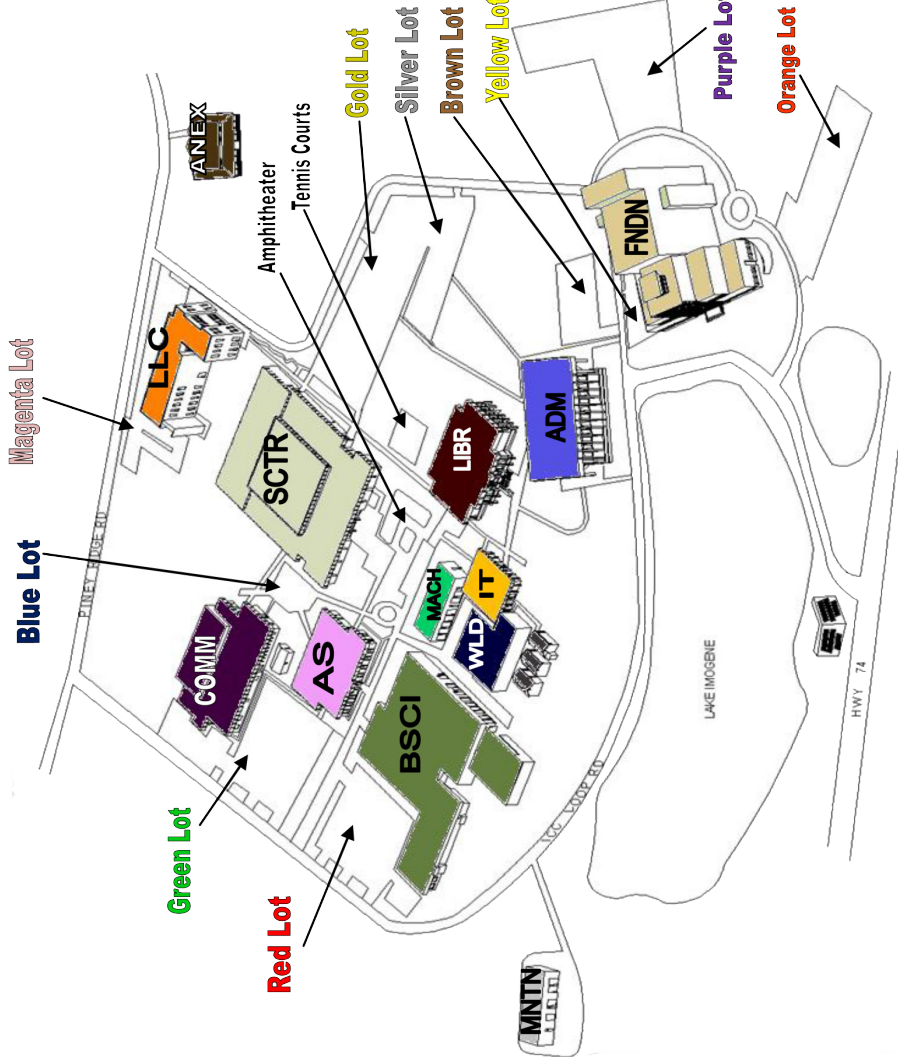 Magenta Lot
Blue Lot
PINEY RIDGE RD
ANEX
LLC
SCTR
COMM
Green Lot
Red Lot
AS
BSCI
Amphitheater
Tennis Courts
Gold Lot
Silver Lot
Brown Lot
Yellow Lot
Purple Lot
Orange Lot
MACH
WLD
IT
LIBR
ADM
FNDN
ICC LOOP RD
MNTN
LAKE IMOGENE
HWY 74